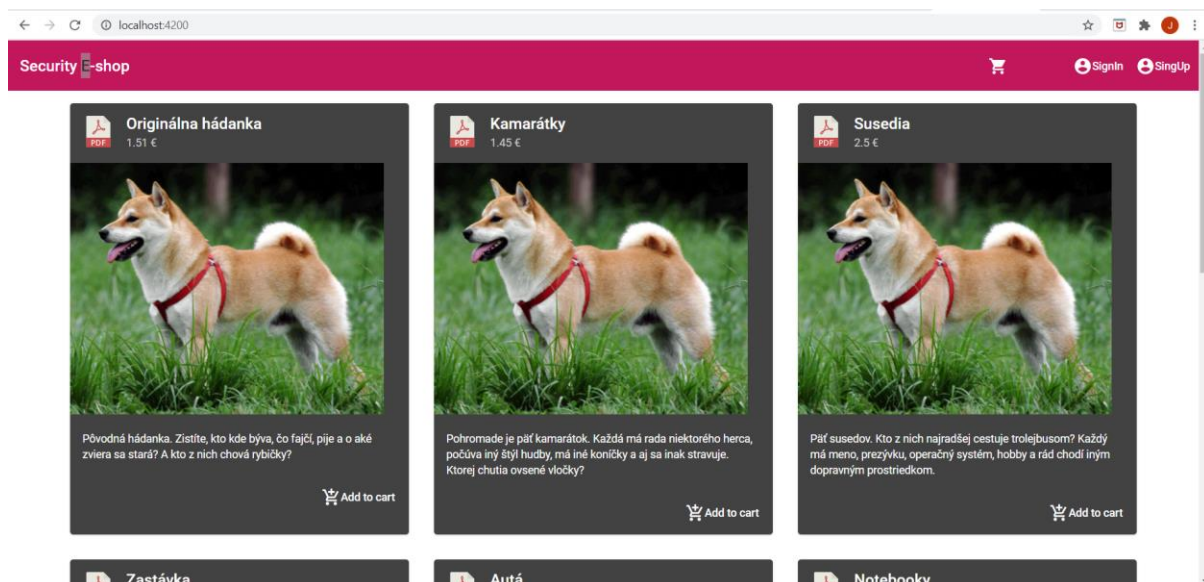 localhost:4200
J
Security E-shop
SignIn
SingUp
PDF
Originálna hádanka
1.51 €
Pôvodná hádanka. Zistíte, kto kde býva, čo fajčí, pije a o aké
zviera sa stará? A kto z nich chová rybičky?
Add to cart
PDF
Kamarátky
1.45 €
Pohromade je päť kamarátok. Každá má rada niektorého herca,
počúva iný štýl hudby, má iné koníčky a aj sa inak stravuje.
Ktorej chutia ovsené vločky?
Add to cart
PDF
Susedia
2.5 €
Päť susedov. Kto z nich najradšej cestuje trolejbusom? Každý
má meno, prezývku, operačný systém, hobby a rád chodí iným
dopravným prostriedkom.
Add to cart
Zastávka
Autá
Notebooky